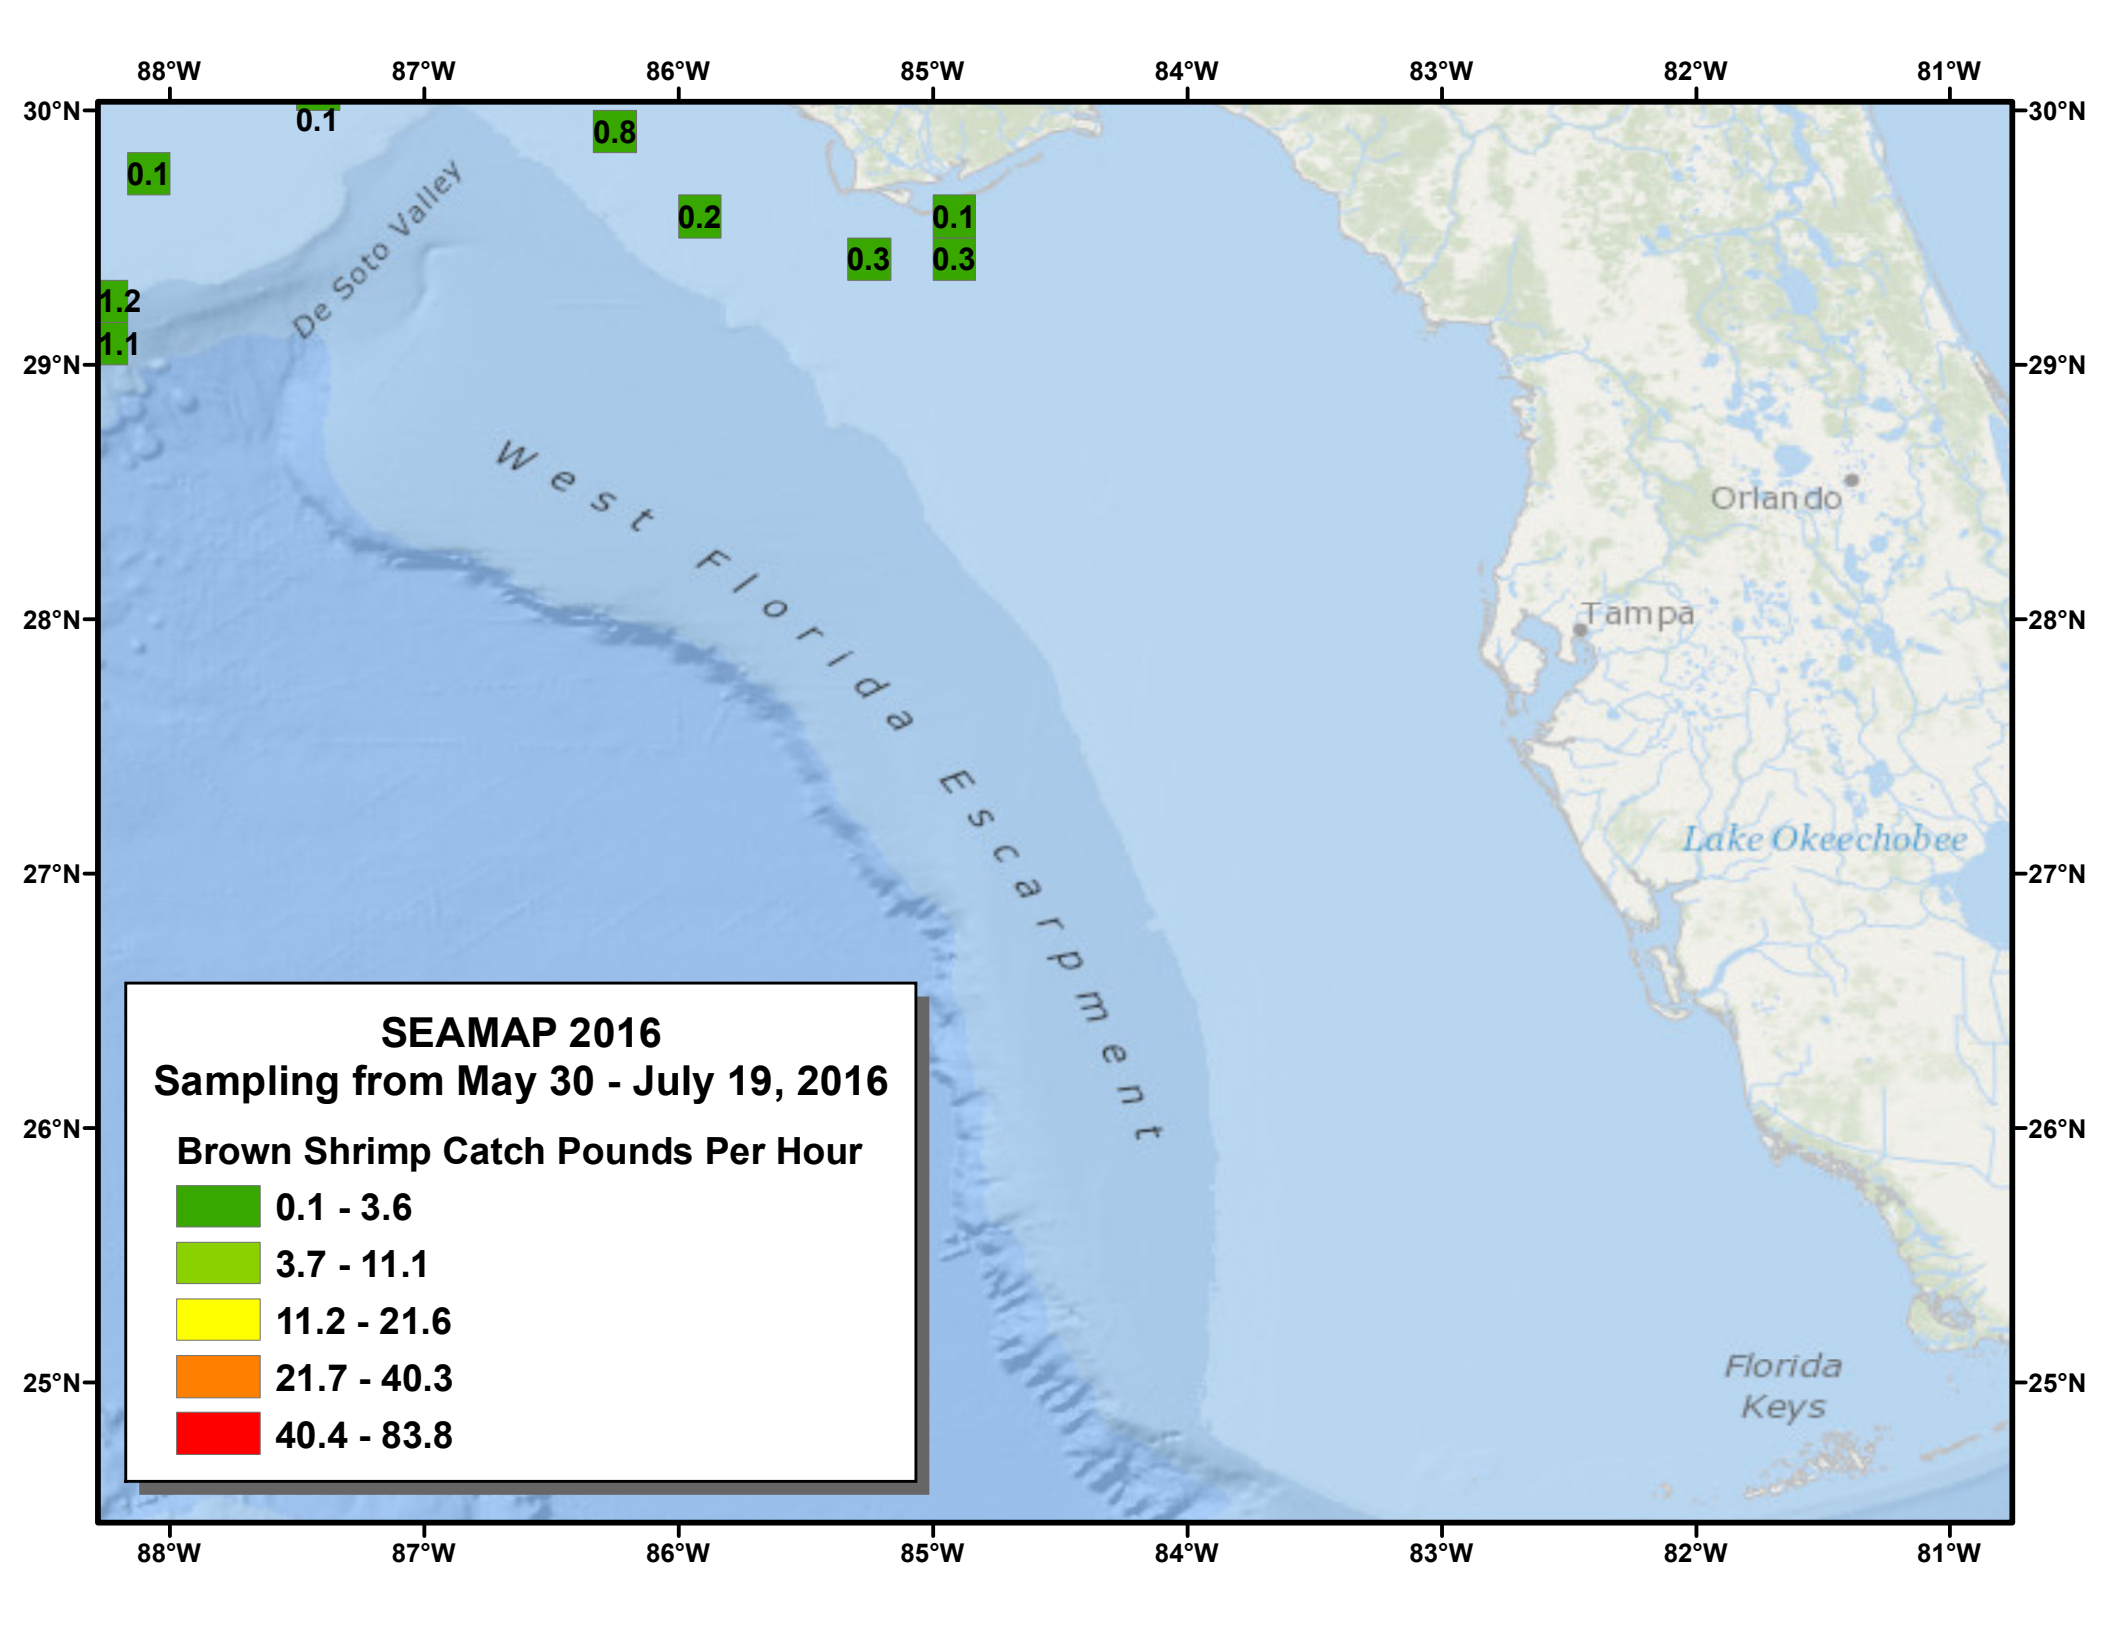 88°W 87°W 86°W 85°W 84°W 83°W 82°W 81°W
30°N 30°N
0.1
0.8
0.1
De Soto Valley
0.2
0.1
0.3
0.3
1.2
1.1
29°N 29°N
West Florida Escarpment
Orlando
Tampa
28°N 28°N
Lake Okeechobee
27°N 27°N
SEAMAP 2016
Sampling from May 30 - July 19, 2016
Brown Shrimp Catch Pounds Per Hour
0.1 - 3.6
3.7 - 11.1
11.2 - 21.6
21.7 - 40.3
40.4 - 83.8
26°N 26°N
Florida
Keys
25°N 25°N
88°W 87°W 86°W 85°W 84°W 83°W 82°W 81°W